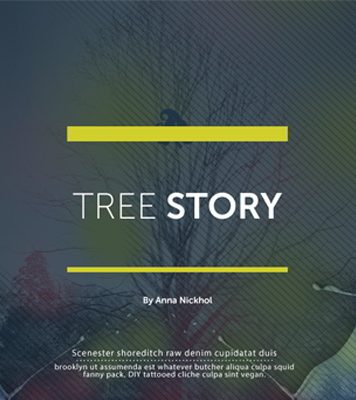 TREE STORY
By Anna Nickhol
Scenester shoreditch raw denim cupidatat duis
brooklyn ut assumenda est whatever butcher aliqua culpa squid
fanny pack, DIY tattooed cliche culpa sint vegan.